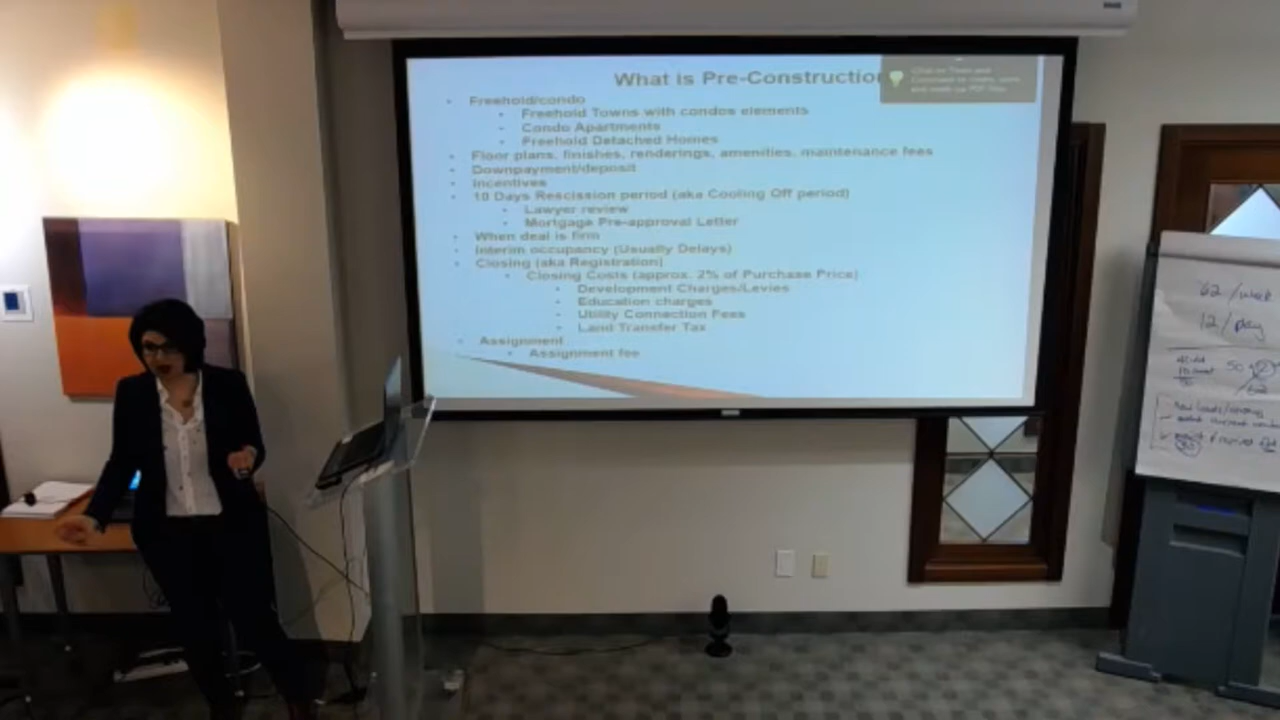 What is Pre-Construction
Freehold/condo
Freehold Towns with condos elements
Condo Apartments
Freehold Detached Homes
Floor plans, finishes, renderings, amenities, maintenance fees
Downpayment/deposit
Incentives
10 Days Rescission period (aka Cooling Off period)
Lawyer review
Mortgage Pre-approval Letter
When deal is firm
Interim occupancy (Usually Delays)
Closing (aka Registration)
Closing Costs (approx. 2% of Purchase Price)
Development Charges/Levies
Education charges
Utility Connection Fees
Land Transfer Tax
Assignment
Assignment fee
62 /week
12 / day
50